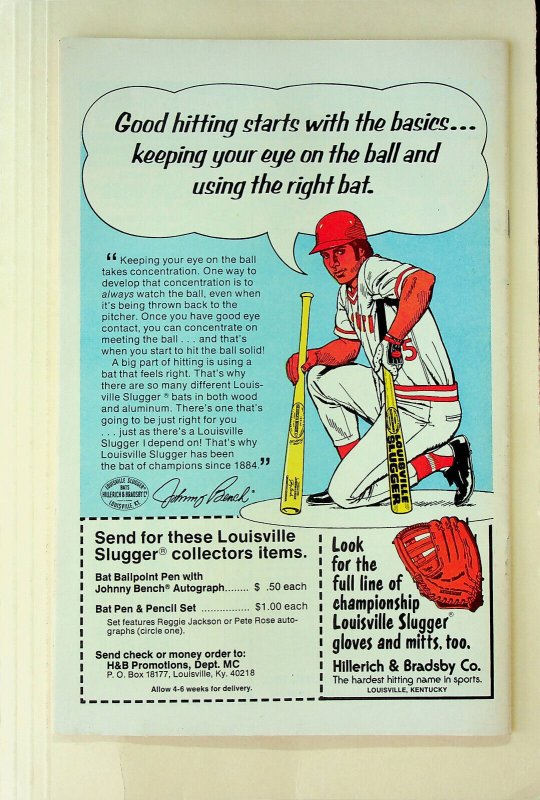 Good hitting starts with the basics...
keeping your eye on the ball and
using the right bat.
“ Keeping your eye on the ball
takes concentration. One way to
develop that concentration is to
always watch the ball, even when
it's being thrown back to the
pitcher. Once you have good eye
contact, you can concentrate on
meeting the ball . . . and that's
when you start to hit the ball solid!
A big part of hitting is using a
bat that feels right. That's why
there are so many different Louis-
ville Slugger ® bats in both wood
and aluminum. There's one that's
going to be just right for you
. . . just as there's a Louisville
Slugger I depend on! That's why
Louisville Slugger has been
the bat of champions since 1884.”
LOUISVILLE SLUGGER
BATS
HILLERICH & BRADSBY Co
LOUISVILLE, KY.
Johnny Bench
5
LOUISVILLE
SLUGGER
Send for these Louisville
Slugger® collectors items.
Bat Ballpoint Pen with
Johnny Bench® Autograph........ $ .50 each
Bat Pen & Pencil Set ................ $1.00 each
Set features Reggie Jackson or Pete Rose auto-
graphs (circle one).
Send check or money order to:
H&B Promotions, Dept. MC
P. O. Box 18177, Louisville, Ky. 40218
Allow 4-6 weeks for delivery.
Look
for the
full line of
championship
Louisville Slugger®
gloves and mitts, too.
Hillerich & Bradsby Co.
The hardest hitting name in sports.
LOUISVILLE, KENTUCKY